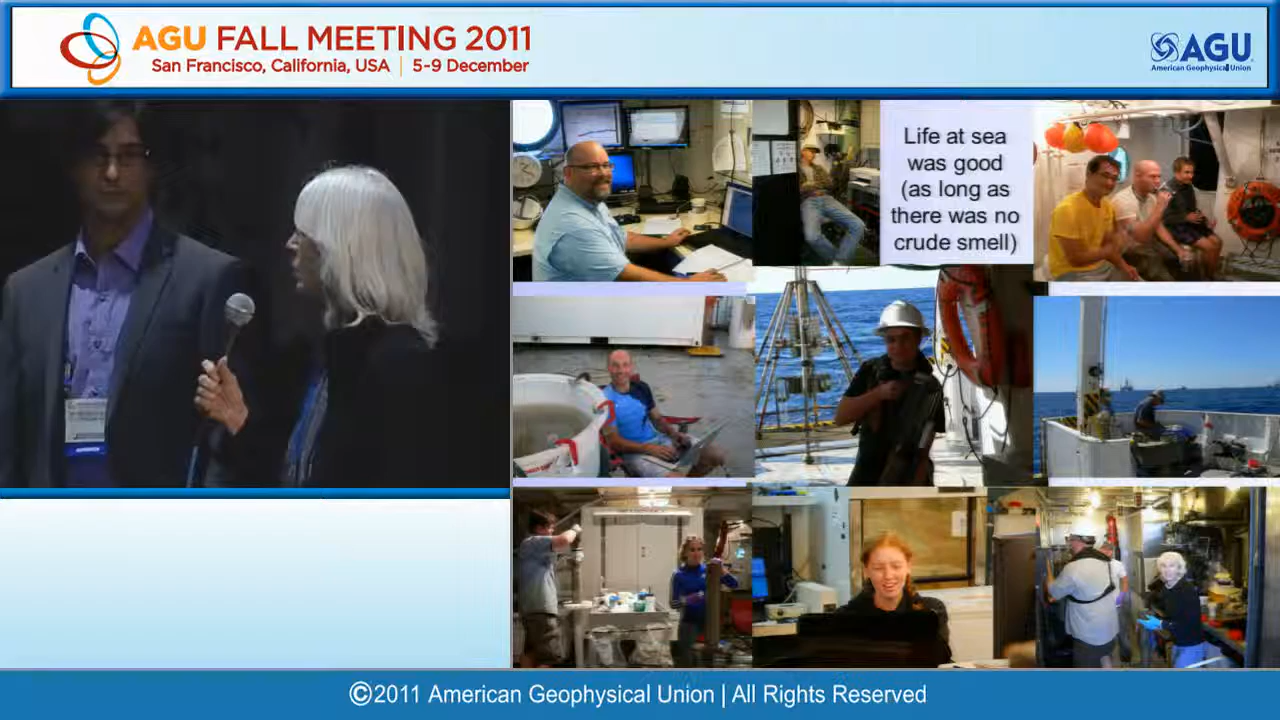 AGU FALL MEETING 2011
San Francisco, California, USA | 5-9 December
AGU
American Geophysical Union
Life at sea
was good
(as long as
there was no
crude smell)
©2011 American Geophysical Union | All Rights Reserved